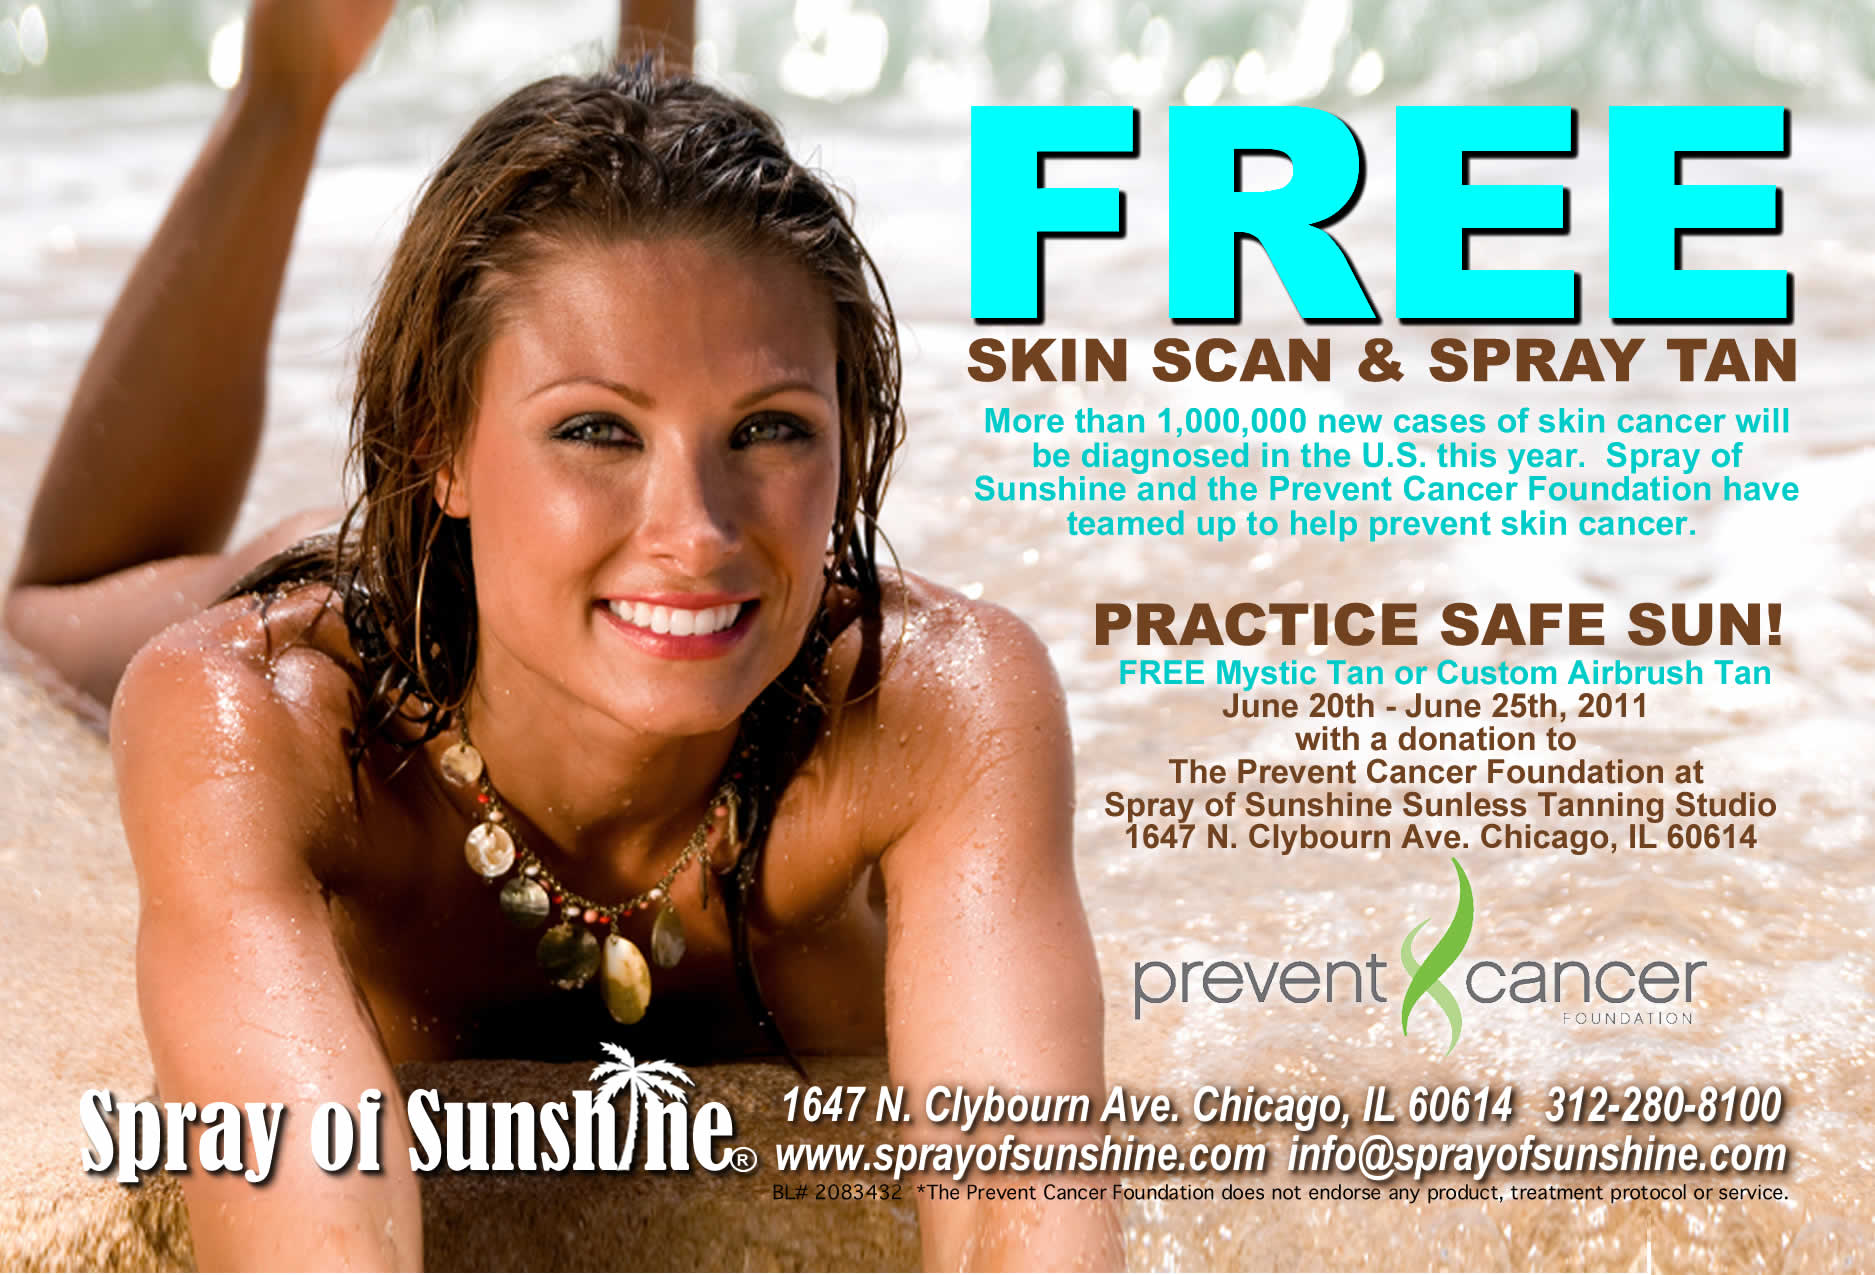 FREE
SKIN SCAN & SPRAY TAN
More than 1,000,000 new cases of skin cancer will
be diagnosed in the U.S. this year.  Spray of
Sunshine and the Prevent Cancer Foundation have
teamed up to help prevent skin cancer.
PRACTICE SAFE SUN!
FREE Mystic Tan or Custom Airbrush Tan
June 20th - June 25th, 2011
with a donation to
The Prevent Cancer Foundation at
Spray of Sunshine Sunless Tanning Studio
1647 N. Clybourn Ave. Chicago, IL 60614
prevent cancer
FOUNDATION
Spray of Sunshine®
1647 N. Clybourn Ave. Chicago, IL 60614  312-280-8100
www.sprayofsunshine.com  info@sprayofsunshine.com
BL# 2083432  *The Prevent Cancer Foundation does not endorse any product, treatment protocol or service.